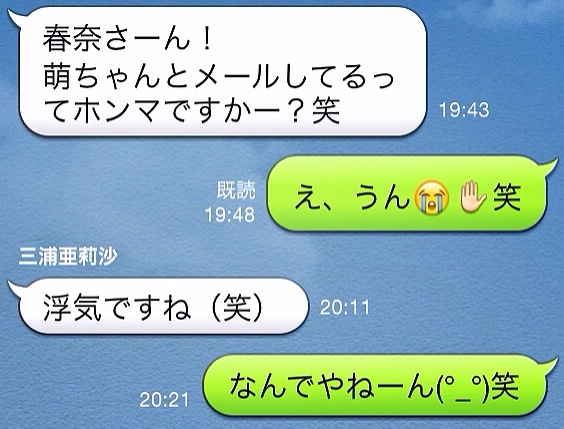 春奈さーん！
萌ちゃんとメールしてるっ
てホンマですかー？笑
19:43
既読
19:48
え、うん😭✋笑
三浦亜莉沙
浮気ですね（笑）
20:11
なんでやねーん(°_°)笑
20:21